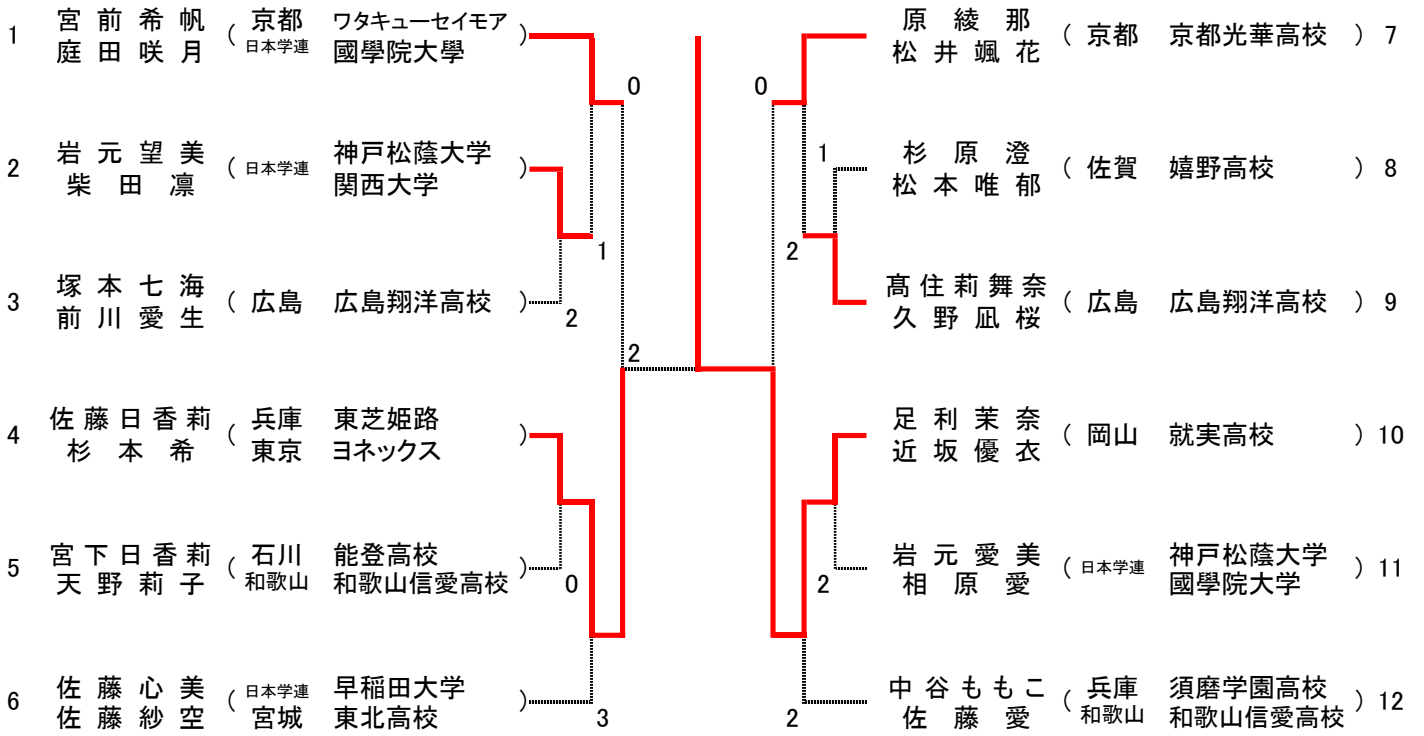 1 宮前希帆 ( 京都 ワタキューセイモア )
庭田咲月 日本学連 國學院大學
0
2 岩元望美 ( 日本学連 神戸松蔭大学 )
柴田凛 関西大学
1
3 塚本七海 ( 広島 広島翔洋高校 )
前川愛生
2
2
4 佐藤日香莉 ( 兵庫 東芝姫路 )
杉本希 東京 ヨネックス
5 宮下日香莉 ( 石川 能登高校 )
天野莉子 和歌山 和歌山信愛高校
0
6 佐藤心美 ( 日本学連 早稲田大学 )
佐藤紗空 宮城 東北高校
3
原綾那 ( 京都 京都光華高校 ) 7
松井颯花
0
1
杉原澄 ( 佐賀 嬉野高校 ) 8
松本唯郁
2
髙住莉舞奈 ( 広島 広島翔洋高校 ) 9
久野凪桜
足利茉奈 ( 岡山 就実高校 ) 10
近坂優衣
岩元愛美 ( 日本学連 神戸松蔭大学 ) 11
相原愛 國學院大学
2
中谷ももこ ( 兵庫 須磨学園高校 ) 12
佐藤愛 和歌山 和歌山信愛高校
2